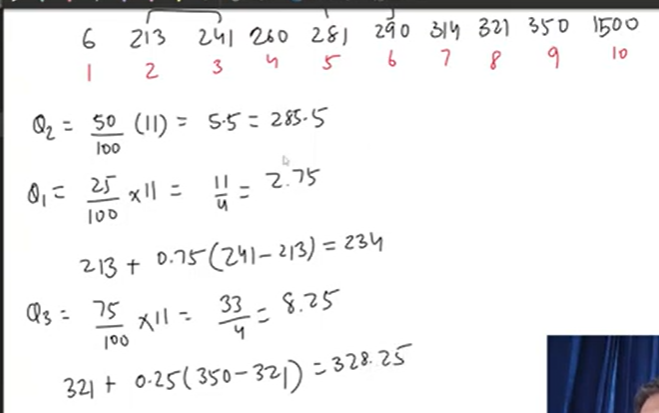 6 213 241 260 281 290 314 321 350 1500
1 2 3 4 5 6 7 8 9 10
Q2 = 50/100 (11) = 5.5 = 285.5
Q1 = 25/100 ×11 = 11/4 = 2.75
213 + 0.75(241-213) = 234
Q3 = 75/100 ×11 = 33/4 = 8.25
321 + 0.25(350-321) = 328.25